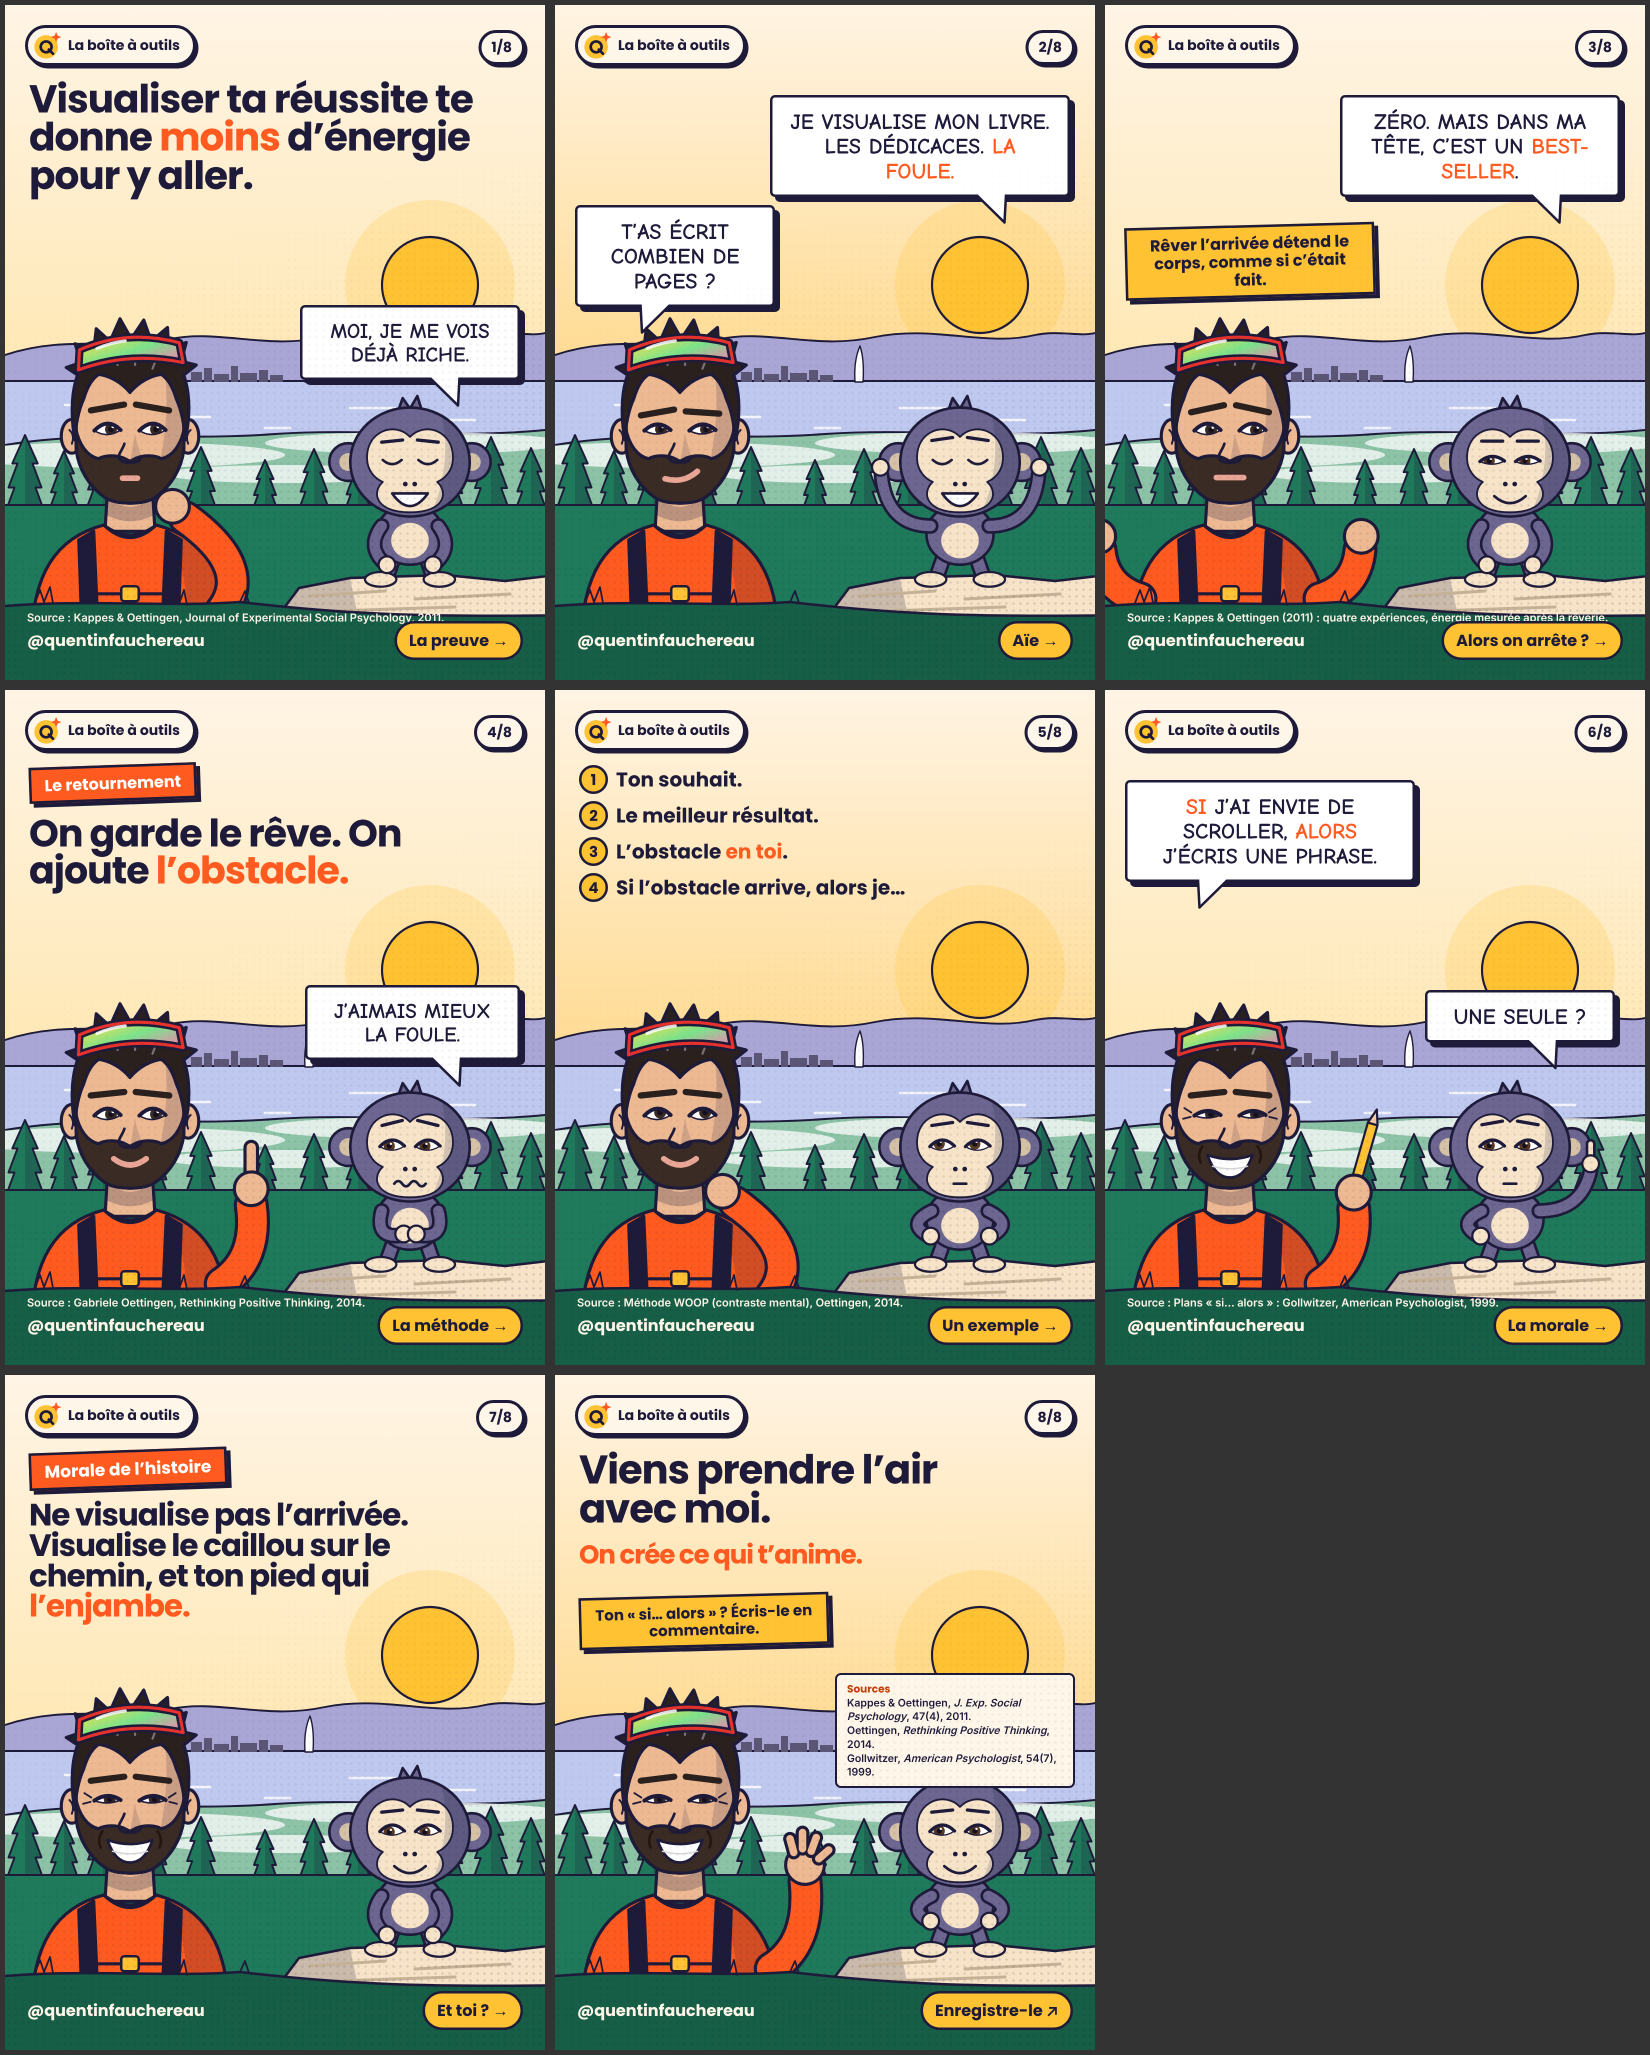 La boîte à outils
1/8
Visualiser ta réussite te
donne moins d’énergie
pour y aller.
MOI, JE ME VOIS
DÉJÀ RICHE.
Source : Kappes & Oettingen, Journal of Experimental Social Psychology, 2011.
@quentinfauchereau
La preuve →
La boîte à outils
2/8
JE VISUALISE MON LIVRE.
LES DÉDICACES. LA
FOULE.
T’AS ÉCRIT
COMBIEN DE
PAGES ?
@quentinfauchereau
Aïe →
La boîte à outils
3/8
ZÉRO. MAIS DANS MA
TÊTE, C’EST UN BEST-
SELLER.
Rêver l’arrivée détend le
corps, comme si c’était
fait.
Source : Kappes & Oettingen (2011) : quatre expériences, énergie mesurée après la rêverie.
@quentinfauchereau
Alors on arrête ? →
La boîte à outils
4/8
Le retournement
On garde le rêve. On
ajoute l’obstacle.
J’AIMAIS MIEUX
LA FOULE.
Source : Gabriele Oettingen, Rethinking Positive Thinking, 2014.
@quentinfauchereau
La méthode →
La boîte à outils
5/8
1 Ton souhait.
2 Le meilleur résultat.
3 L’obstacle en toi.
4 Si l’obstacle arrive, alors je…
Source : Méthode WOOP (contraste mental), Oettingen, 2014.
@quentinfauchereau
Un exemple →
La boîte à outils
6/8
SI J’AI ENVIE DE
SCROLLER, ALORS
J’ÉCRIS UNE PHRASE.
UNE SEULE ?
Source : Plans « si… alors » : Gollwitzer, American Psychologist, 1999.
@quentinfauchereau
La morale →
La boîte à outils
7/8
Morale de l’histoire
Ne visualise pas l’arrivée.
Visualise le caillou sur le
chemin, et ton pied qui
l’enjambe.
@quentinfauchereau
Et toi ? →
La boîte à outils
8/8
Viens prendre l’air
avec moi.
On crée ce qui t’anime.
Ton « si… alors » ? Écris-le en
commentaire.
Sources
Kappes & Oettingen, J. Exp. Social
Psychology, 47(4), 2011.
Oettingen, Rethinking Positive Thinking,
2014.
Gollwitzer, American Psychologist, 54(7),
1999.
@quentinfauchereau
Enregistre-le ↗